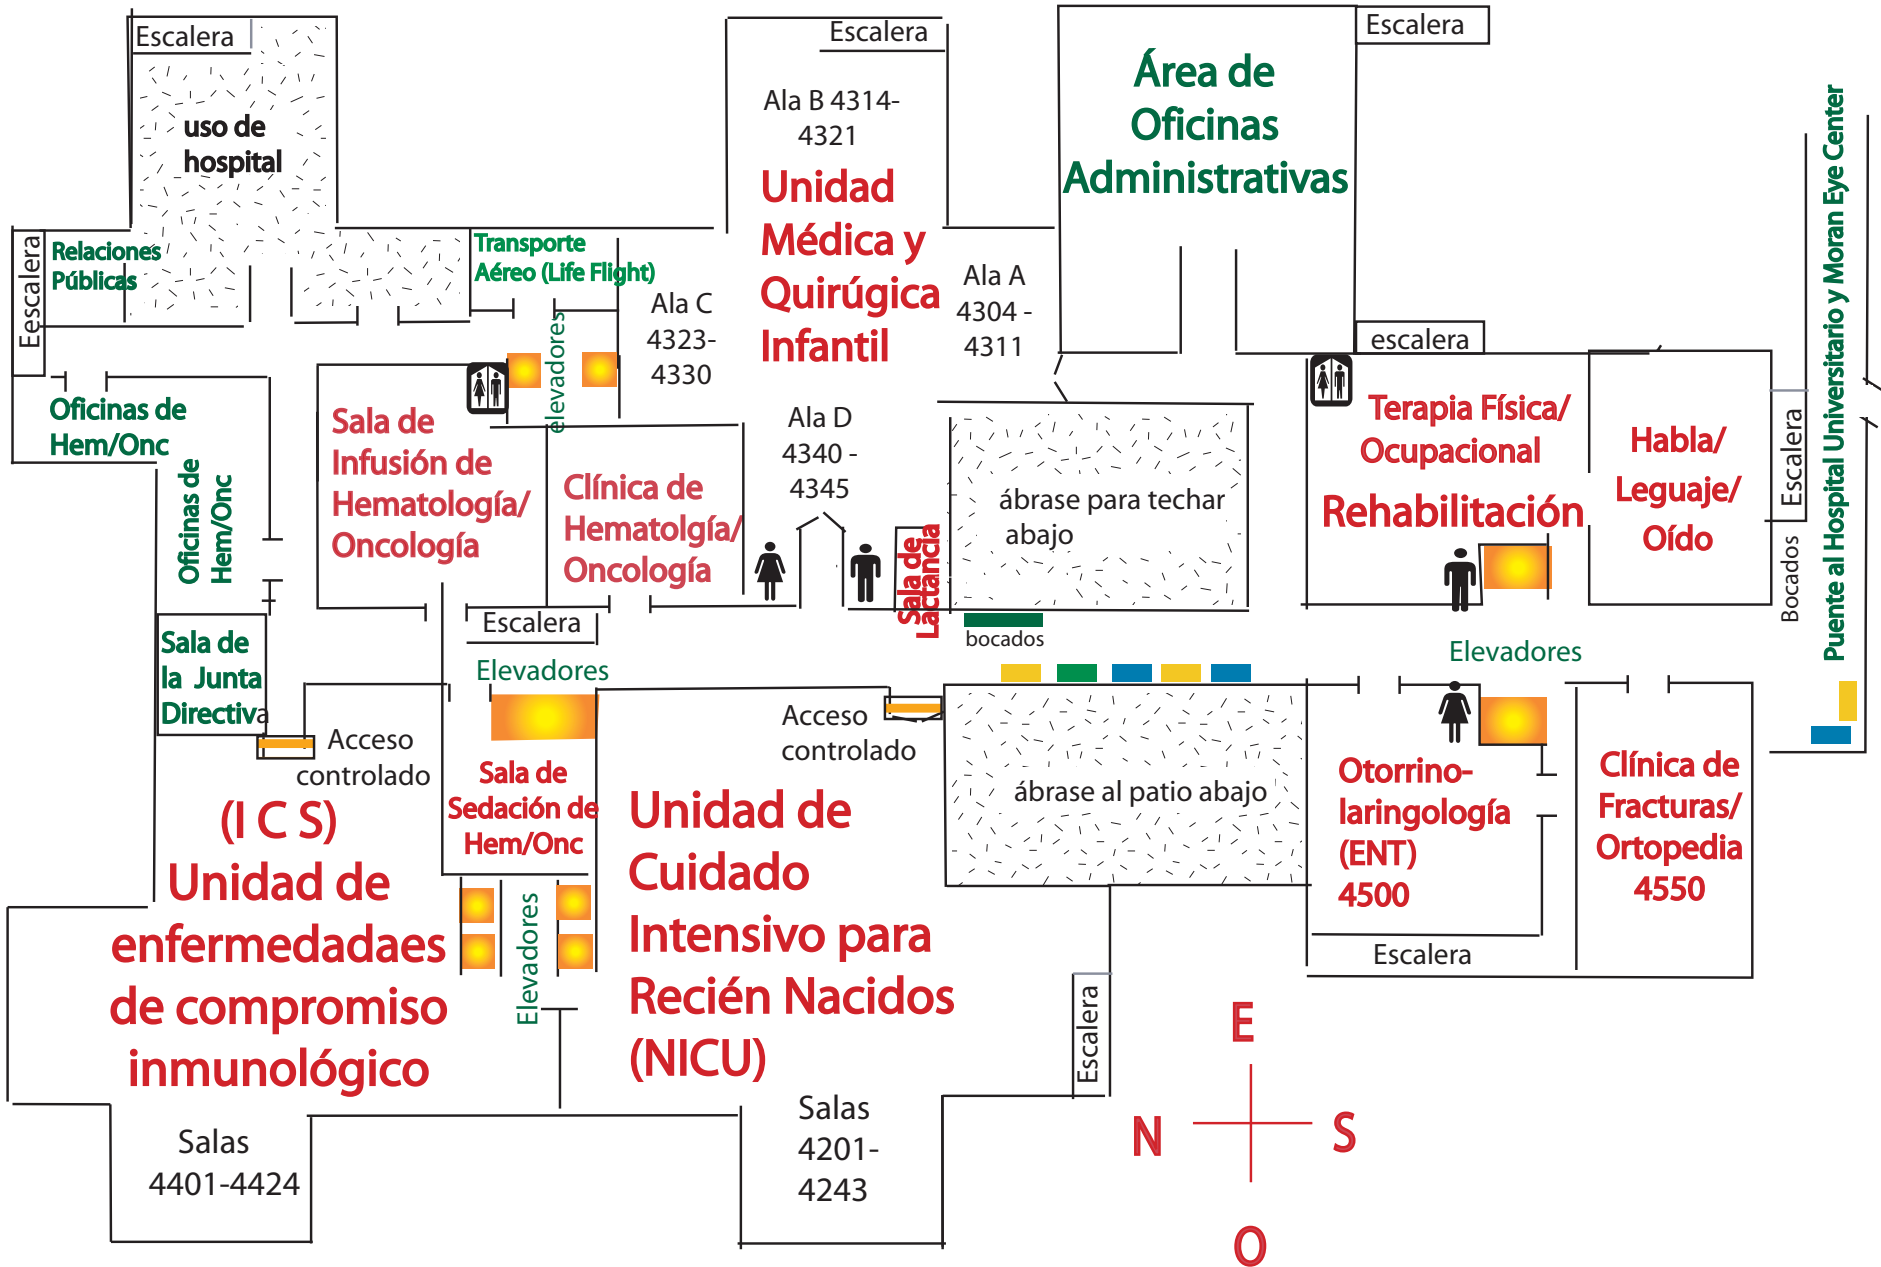 Escalera
uso de
hospital
Escalera
Ala B 4314-
4321
Unidad
Médica y
Quirúgica
Infantil
Área de
Oficinas
Administrativas
Escalera
Eescalera
Relaciones
Públicas
Transporte
Aéreo (Life Flight)
elevadores
Ala C
4323-
4330
Ala A
4304 -
4311
escalera
Puente al Hospital Universitario y Moran Eye Center
Oficinas de
Hem/Onc
Oficinas de
Hem/Onc
Sala de
Infusión de
Hematología/
Oncología
Clínica de
Hematolgía/
Oncología
Ala D
4340 -
4345
Sala de
Lactancia
ábrase para techar
abajo
bocados
Terapia Física/
Ocupacional
Rehabilitación
Habla/
Leguaje/
Oído
Escalera
Bocados
Sala de
la Junta
Directiva
Escalera
Elevadores
Elevadores
Acceso
controlado
Acceso
controlado
Sala de
Sedación de
Hem/Onc
Elevadores
(I C S)
Unidad de
enfermedadaes
de compromiso
inmunológico
Salas
4401-4424
Unidad de
Cuidado
Intensivo para
Recién Nacidos
(NICU)
Salas
4201-
4243
Escalera
ábrase al patio abajo
Otorrino-
laringología
(ENT)
4500
Escalera
Clínica de
Fracturas/
Ortopedia
4550
E
N
S
O